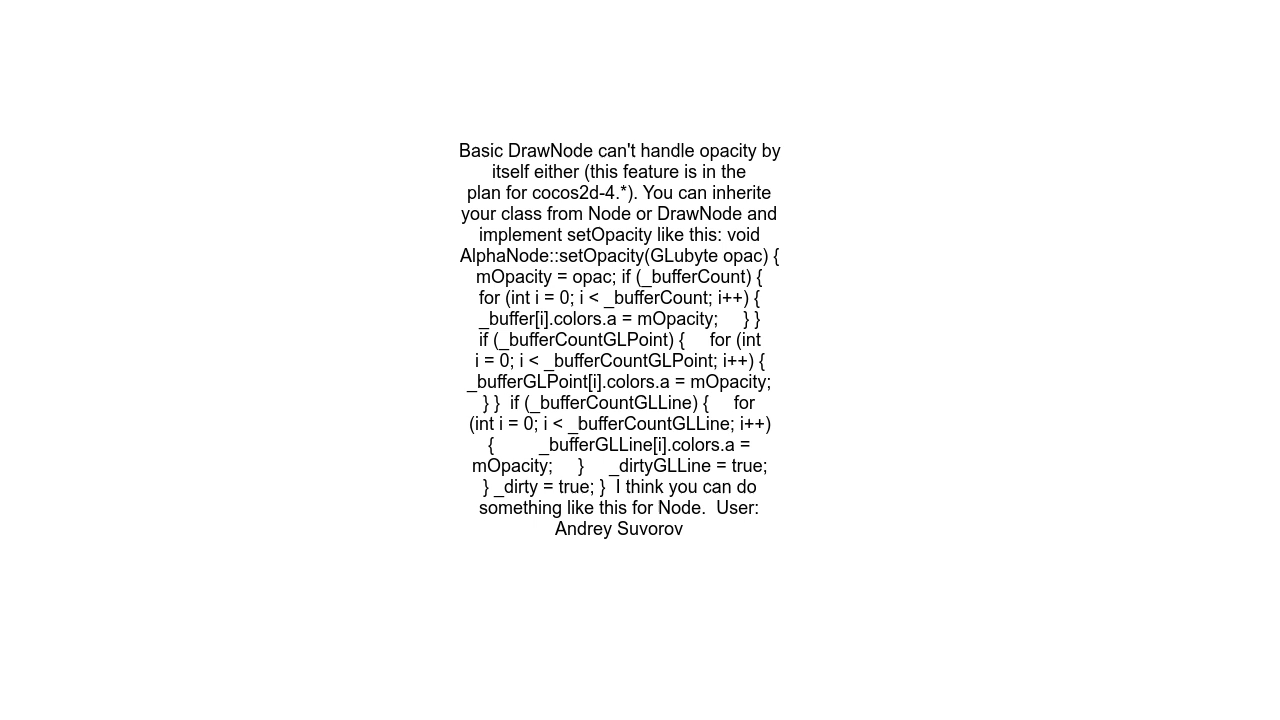 Basic DrawNode can't handle opacity by
itself either (this feature is in the
plan for cocos2d-4.*). You can inherite
your class from Node or DrawNode and
implement setOpacity like this: void
AlphaNode::setOpacity(GLubyte opac) {
mOpacity = opac; if (_bufferCount) {
for (int i = 0; i < _bufferCount; i++) {
_buffer[i].colors.a = mOpacity;     } }
if (_bufferCountGLPoint) {     for (int
i = 0; i < _bufferCountGLPoint; i++) {
_bufferGLPoint[i].colors.a = mOpacity;
} }  if (_bufferCountGLLine) {     for
(int i = 0; i < _bufferCountGLLine; i++)
{         _bufferGLLine[i].colors.a =
mOpacity;     }     _dirtyGLLine = true;
} _dirty = true; }  I think you can do
something like this for Node.  User:
Andrey Suvorov